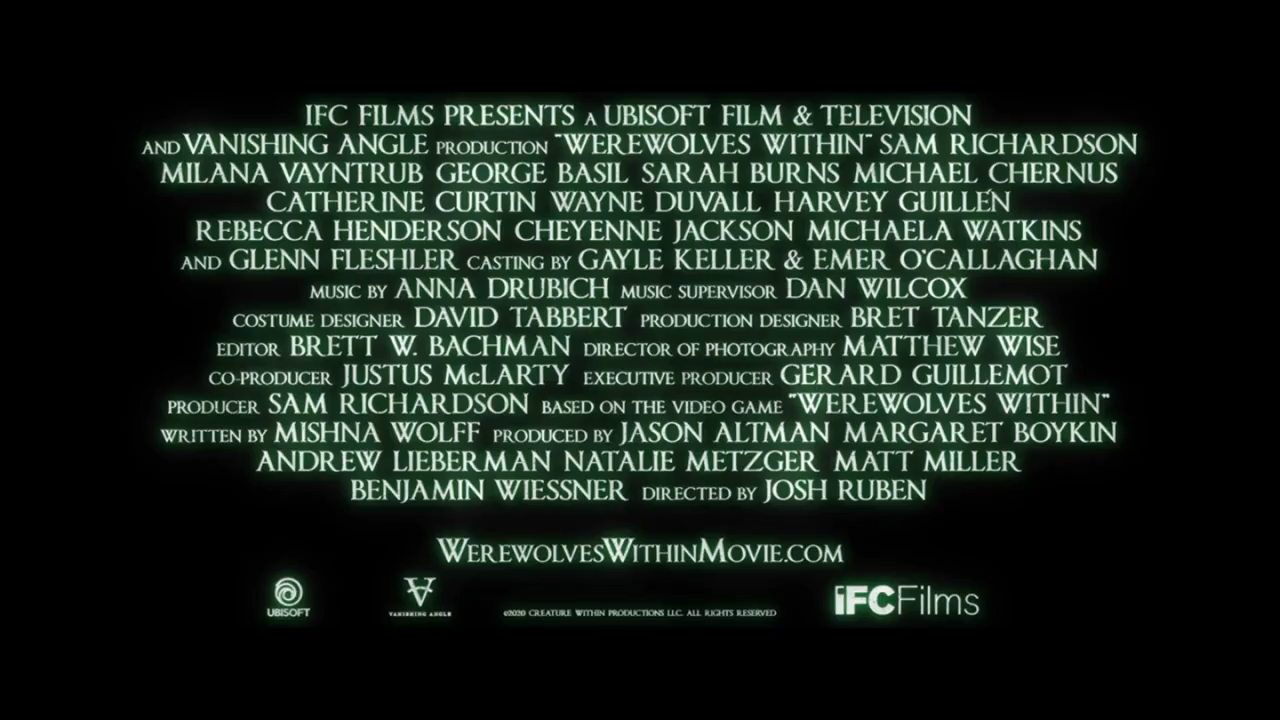 IFC FILMS PRESENTS A UBISOFT FILM & TELEVISION
AND VANISHING ANGLE PRODUCTION "WEREWOLVES WITHIN" SAM RICHARDSON
MILANA VAYNTRUB GEORGE BASIL SARAH BURNS MICHAEL CHERNUS
CATHERINE CURTIN WAYNE DUVALL HARVEY GUILLÉN
REBECCA HENDERSON CHEYENNE JACKSON MICHAELA WATKINS
AND GLENN FLESHLER CASTING BY GAYLE KELLER & EMER O'CALLAGHAN
MUSIC BY ANNA DRUBICH MUSIC SUPERVISOR DAN WILCOX
COSTUME DESIGNER DAVID TABBERT PRODUCTION DESIGNER BRET TANZER
EDITOR BRETT W. BACHMAN DIRECTOR OF PHOTOGRAPHY MATTHEW WISE
CO-PRODUCER JUSTUS McLARTY EXECUTIVE PRODUCER GERARD GUILLEMOT
PRODUCER SAM RICHARDSON BASED ON THE VIDEO GAME "WEREWOLVES WITHIN"
WRITTEN BY MISHNA WOLFF PRODUCED BY JASON ALTMAN MARGARET BOYKIN
ANDREW LIEBERMAN NATALIE METZGER MATT MILLER
BENJAMIN WIESSNER DIRECTED BY JOSH RUBEN
WEREWOLVESWITHINMOVIE.COM
UBISOFT
VANISHING ANGLE
©2020 CREATURE WITHIN PRODUCTIONS LLC. ALL RIGHTS RESERVED
IFC Films